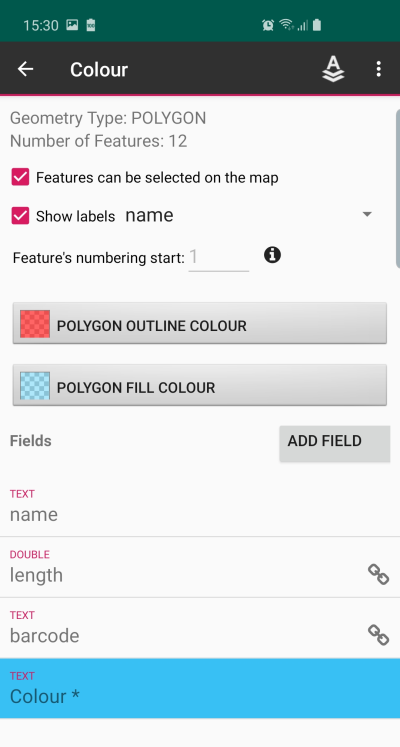 15:30
Colour
A
Geometry Type: POLYGON
Number of Features: 12
Features can be selected on the map
Show labels name
Feature's numbering start: 1
POLYGON OUTLINE COLOUR
POLYGON FILL COLOUR
Fields ADD FIELD
TEXT
name
DOUBLE
length
TEXT
barcode
TEXT
Colour *